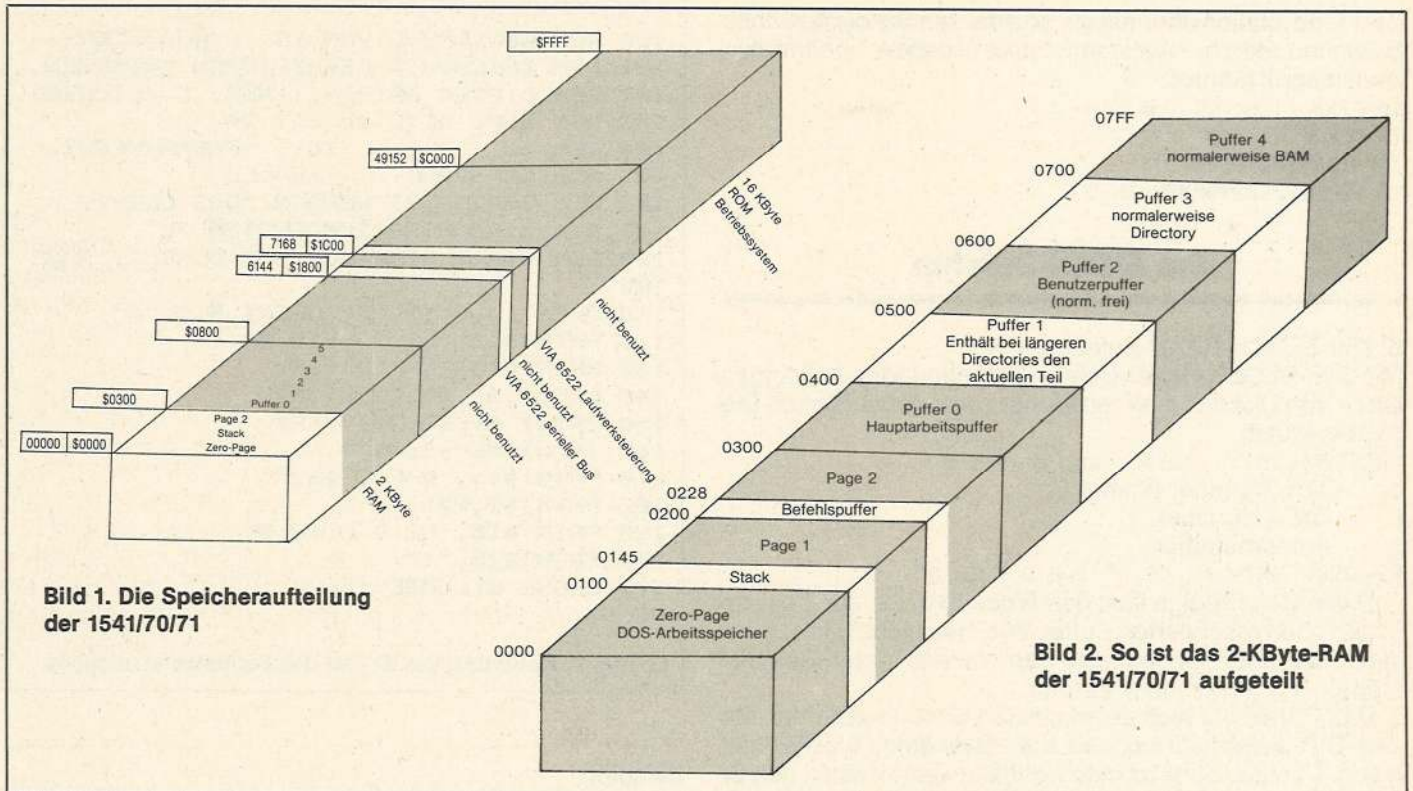 $FFFF
49152 $C000
7168 $1C00
6144 $1800
$0800
$0300
00000 $0000
5
4
3
2
1
Puffer 0
Page 2
Stack
Zero-Page
16 KByte
ROM
Betriebssystem
nicht benutzt
VIA 6522 Laufwerksteuerung
nicht benutzt
VIA 6522 serieller Bus
nicht benutzt
2 KByte
RAM
Bild 1. Die Speicheraufteilung
der 1541/70/71
07FF
Puffer 4
normalerweise BAM
0700
Puffer 3
normalerweise
Directory
0600
Puffer 2
Benutzerpuffer
(norm. frei)
0500
Puffer 1
Enthält bei längeren
Directories den
aktuellen Teil
0400
Puffer 0
Hauptarbeitspuffer
0300
Page 2
0228
Befehlspuffer
0200
Page 1
0145
Stack
0100
Zero-Page
DOS-Arbeitsspeicher
0000
Bild 2. So ist das 2-KByte-RAM
der 1541/70/71 aufgeteilt